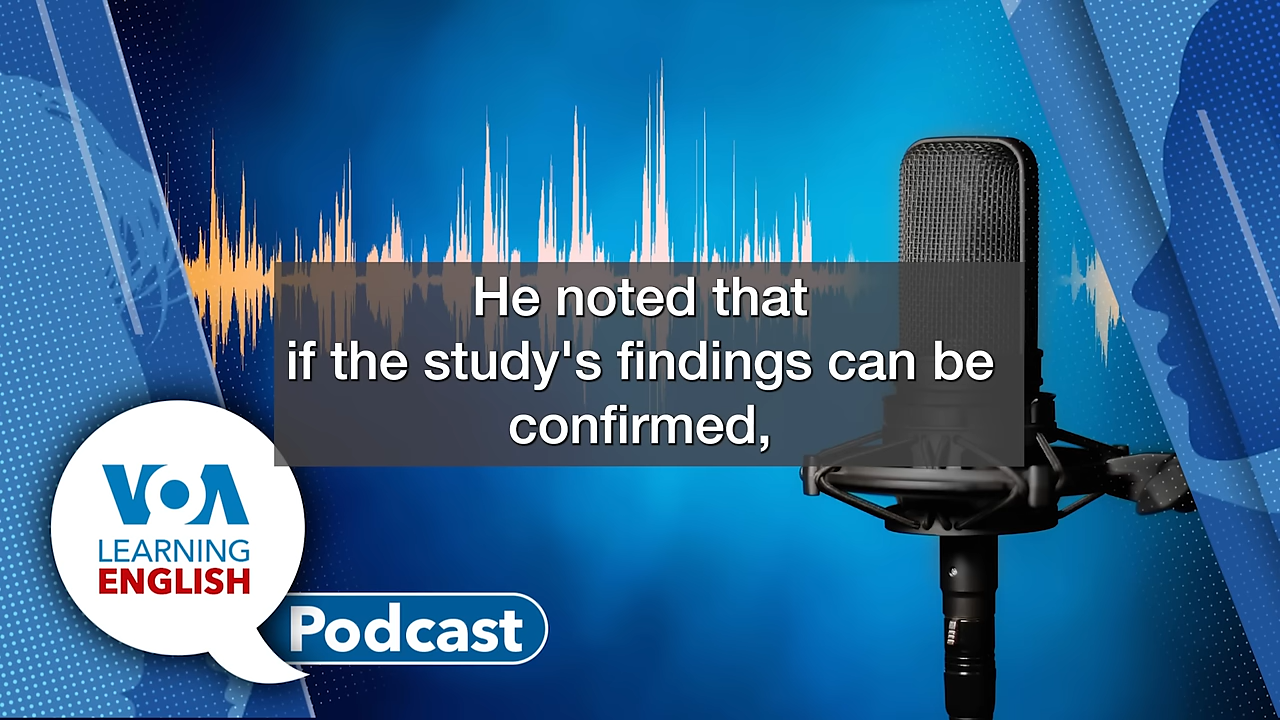 He noted that
if the study's findings can be
confirmed,
VOA
LEARNING
ENGLISH
Podcast